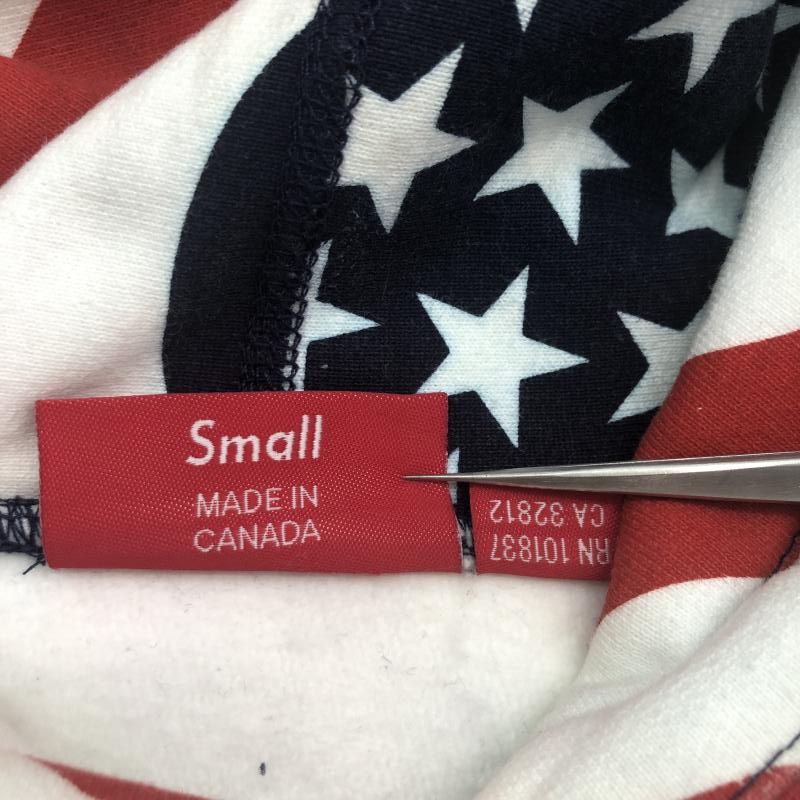 Small
MADE IN
CANADA
RN 101837
CA 32812